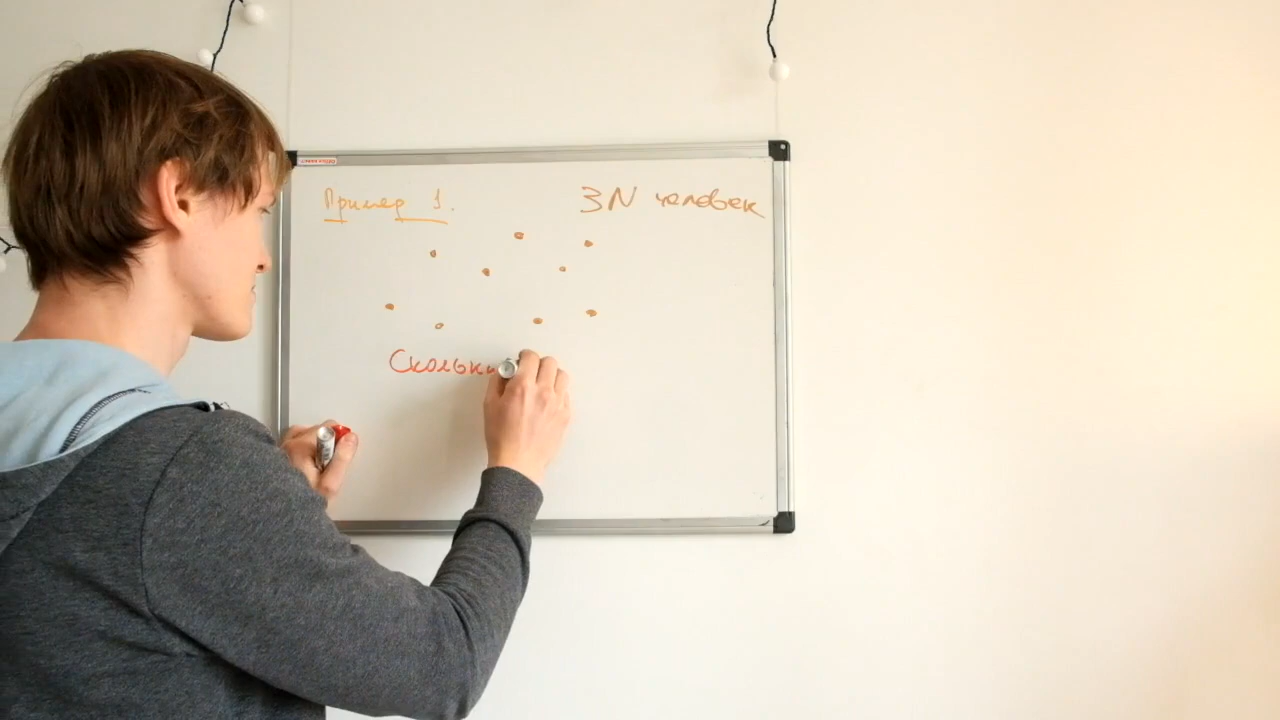 Пример 1.
3N человек
Скольк